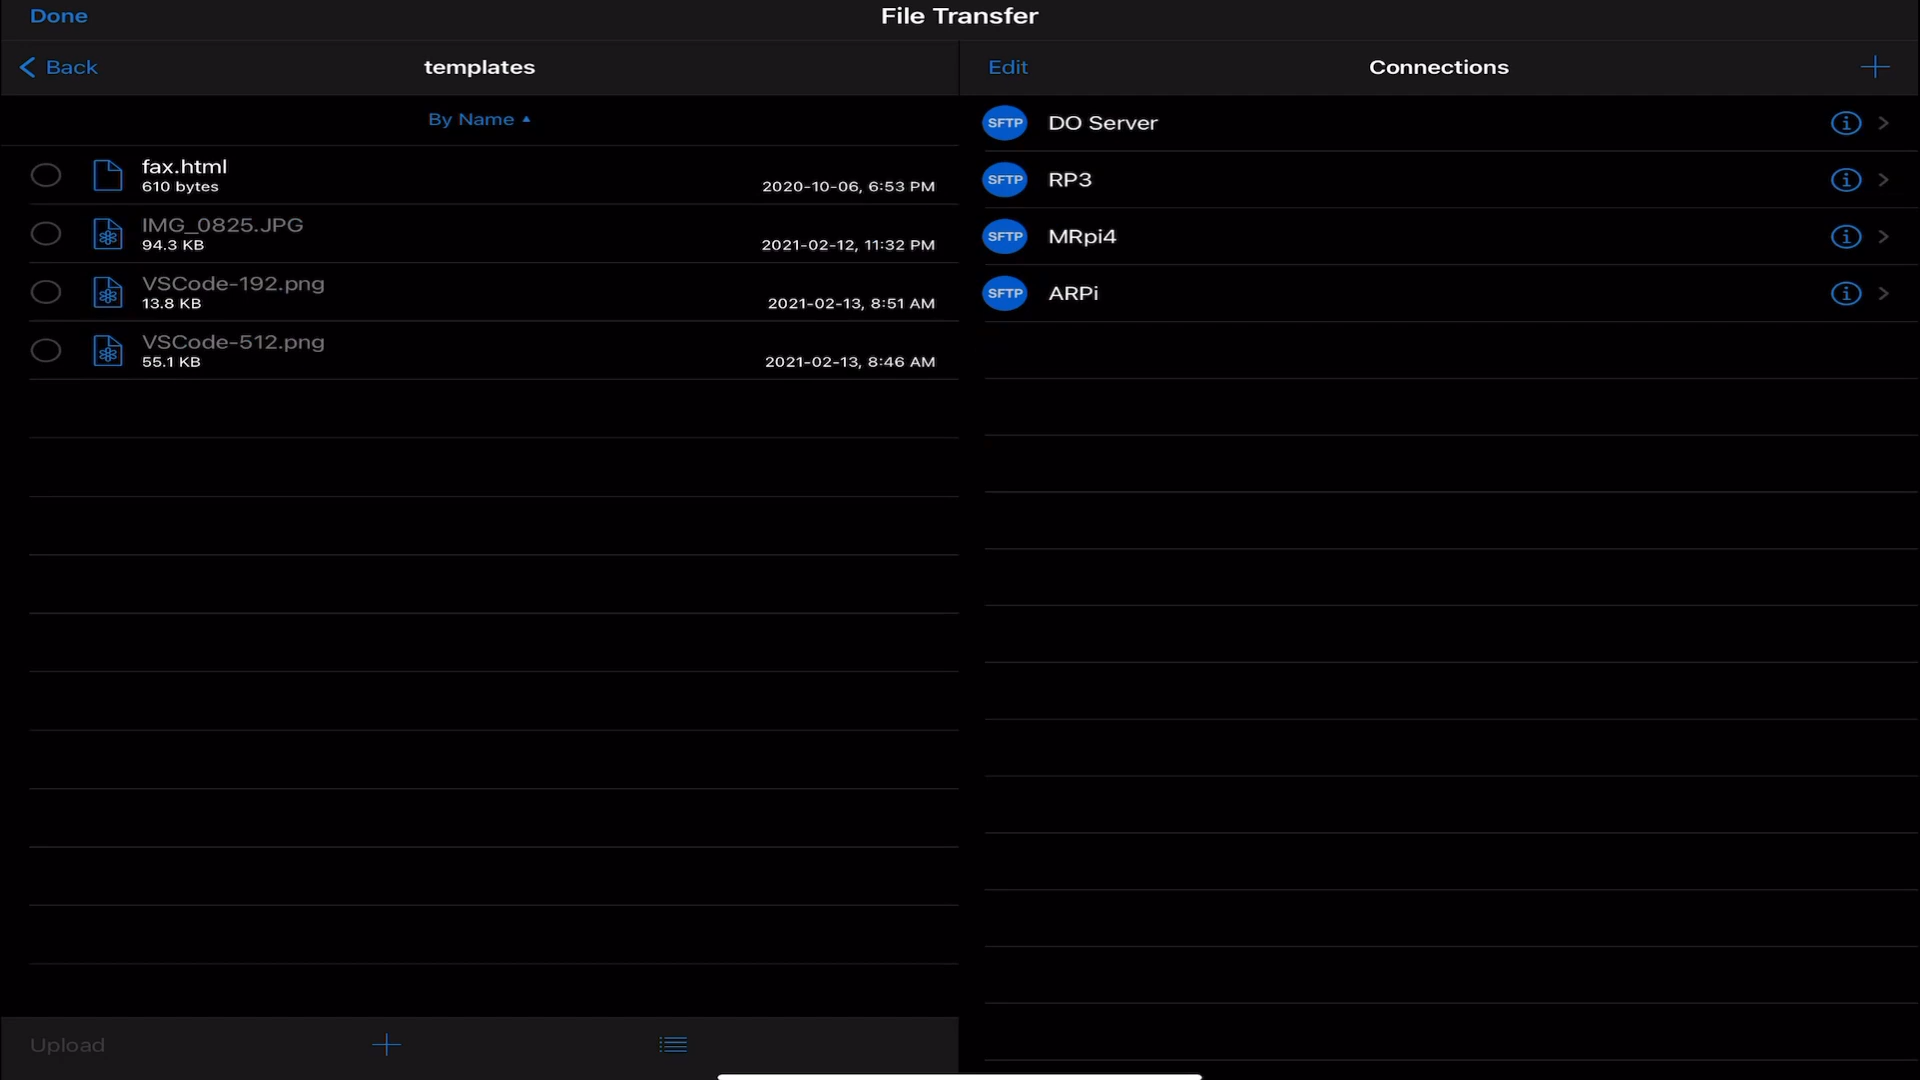 Done
File Transfer
Back
templates
By Name
fax.html
610 bytes
2020-10-06, 6:53 PM
IMG_0825.JPG
94.3 KB
2021-02-12, 11:32 PM
VSCode-192.png
13.8 KB
2021-02-13, 8:51 AM
VSCode-512.png
55.1 KB
2021-02-13, 8:46 AM
Upload
Edit
Connections
SFTP DO Server
SFTP RP3
SFTP MRpi4
SFTP ARPi